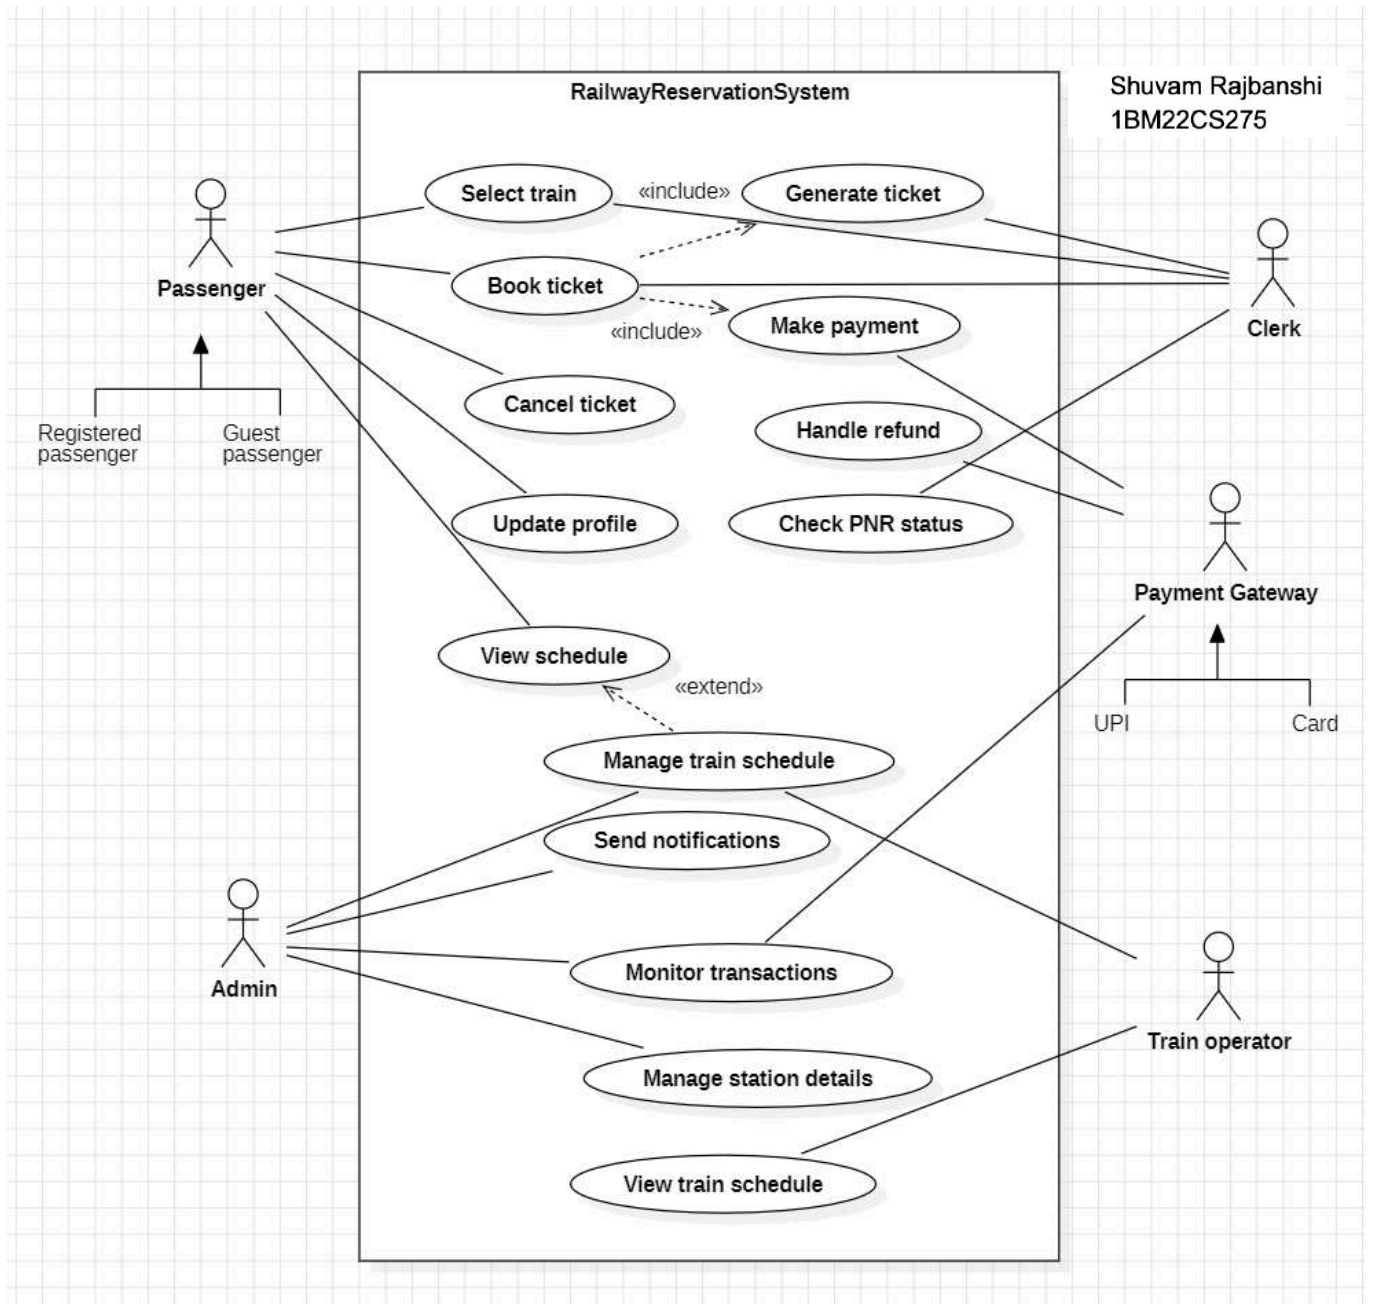 RailwayReservationSystem
Shuvam Rajbanshi
1BM22CS275
Select train
«include»
Generate ticket
Passenger
Book ticket
«include»
Make payment
Clerk
Cancel ticket
Handle refund
Registered
passenger
Guest
passenger
Update profile
Check PNR status
Payment Gateway
View schedule
«extend»
UPI
Card
Manage train schedule
Send notifications
Admin
Monitor transactions
Train operator
Manage station details
View train schedule